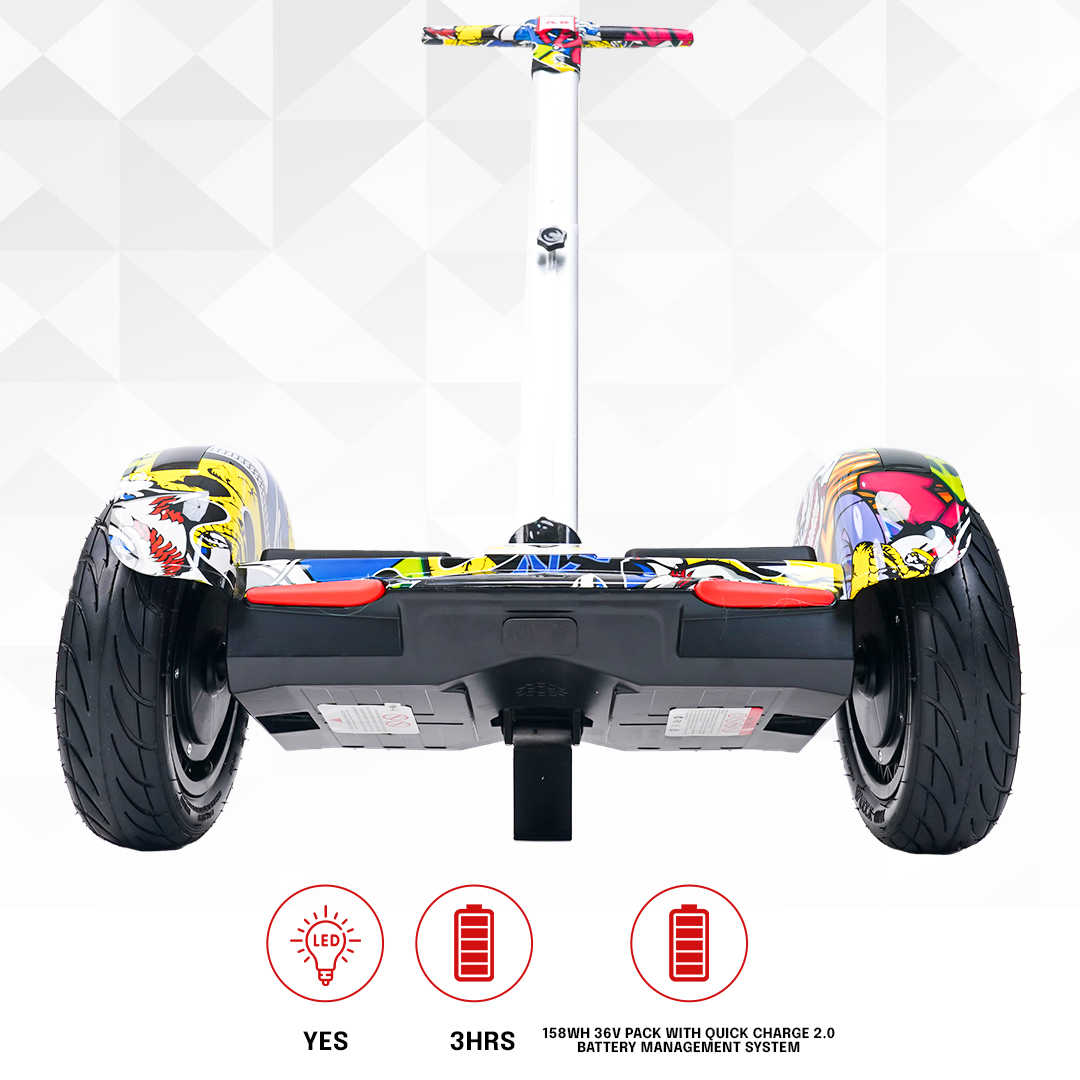 LED
YES
3HRS
158WH 36V PACK WITH QUICK CHARGE 2.0
BATTERY MANAGEMENT SYSTEM